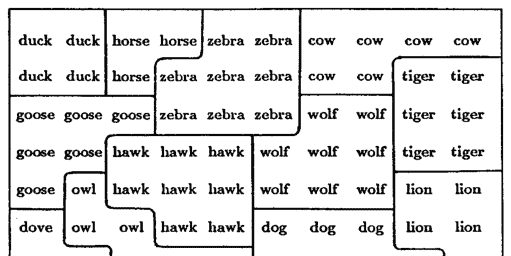 duck duck horse horse zebra zebra cow cow cow cow
duck duck horse zebra zebra zebra cow cow tiger tiger
goose goose goose zebra zebra zebra wolf wolf tiger tiger
goose goose hawk hawk hawk wolf wolf wolf tiger tiger
goose owl hawk hawk hawk wolf wolf wolf lion lion
dove owl owl hawk hawk dog dog dog lion lion